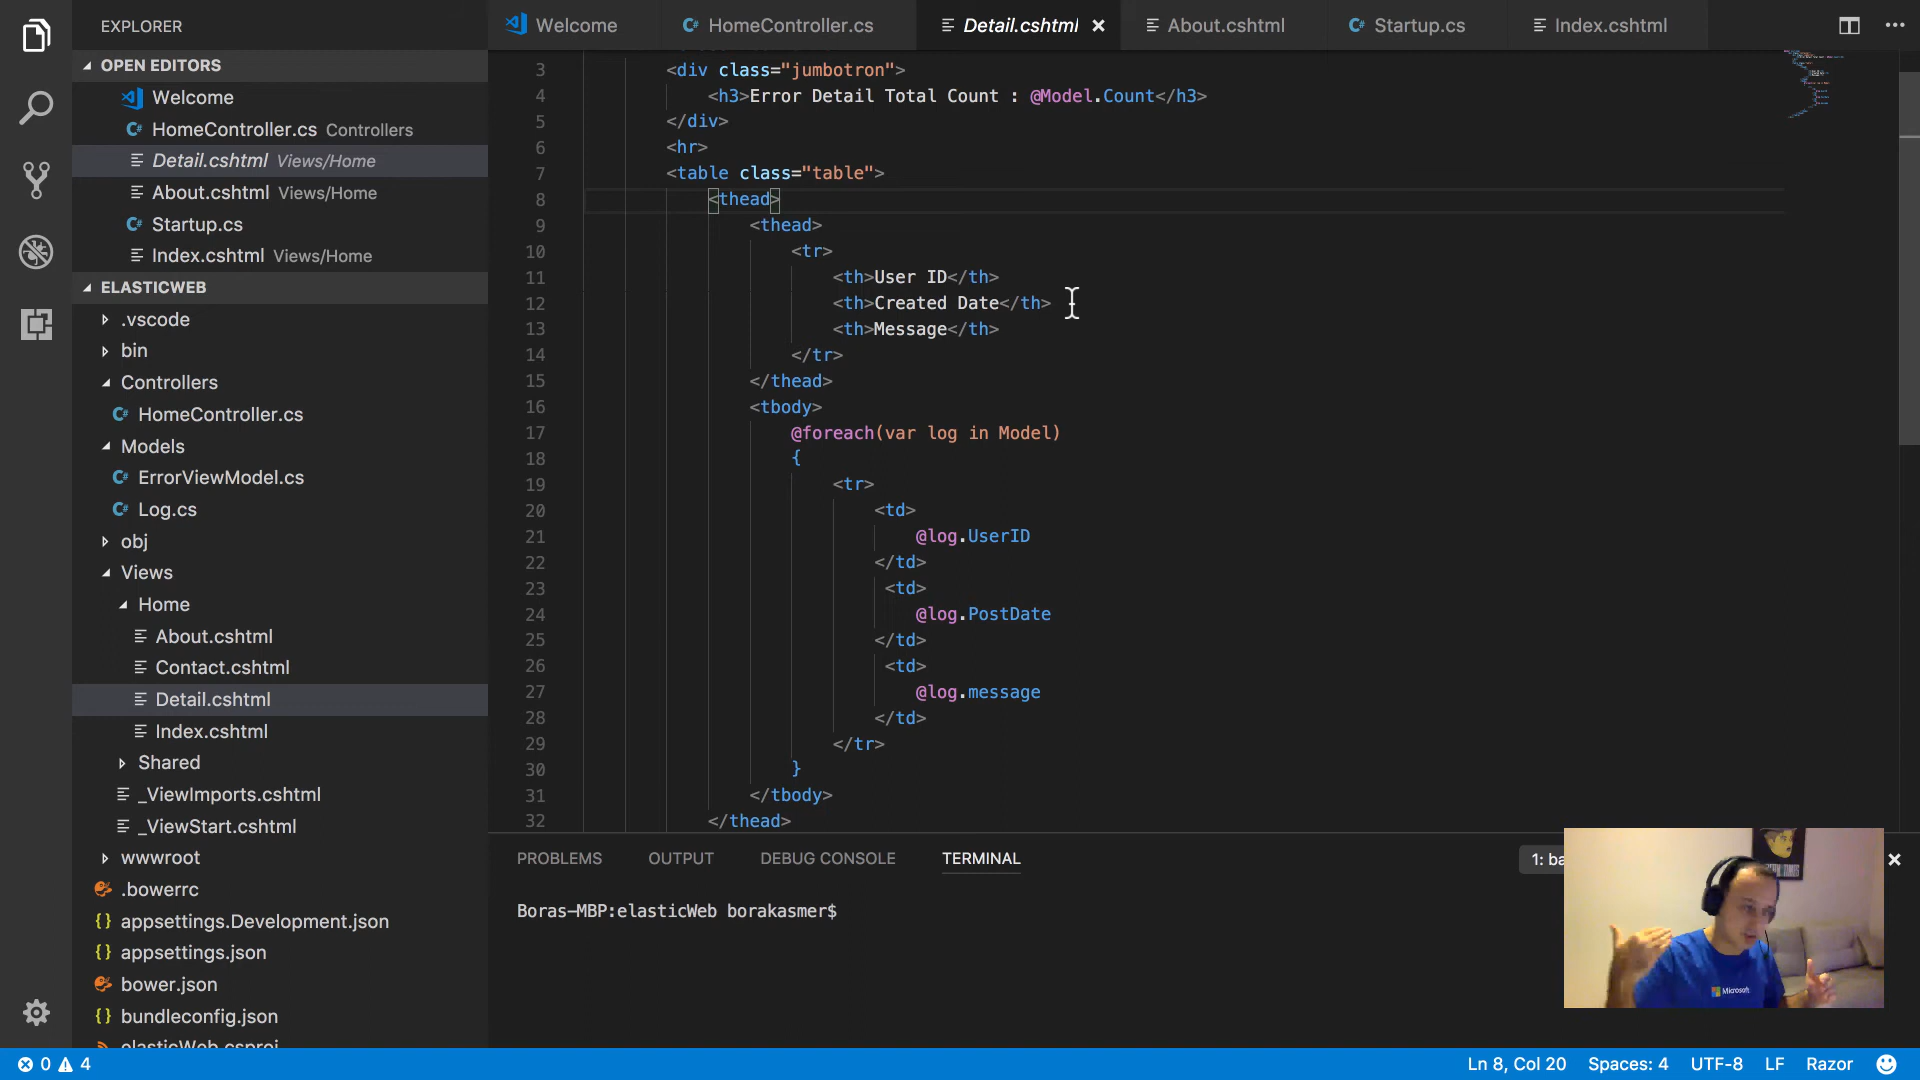 EXPLORER
OPEN EDITORS
Welcome
HomeController.cs Controllers
Detail.cshtml Views/Home
About.cshtml Views/Home
Startup.cs
Index.cshtml Views/Home
ELASTICWEB
.vscode
bin
Controllers
HomeController.cs
Models
ErrorViewModel.cs
Log.cs
obj
Views
Home
About.cshtml
Contact.cshtml
Detail.cshtml
Index.cshtml
Shared
_ViewImports.cshtml
_ViewStart.cshtml
wwwroot
.bowerrc
appsettings.Development.json
appsettings.json
bower.json
bundleconfig.json
elasticWeb.csproj
Welcome HomeController.cs Detail.cshtml About.cshtml Startup.cs Index.cshtml
3 <div class="jumbotron">
4 <h3>Error Detail Total Count : @Model.Count</h3>
5 </div>
6 <hr>
7 <table class="table">
8 <thead>
9 <thead>
10 <tr>
11 <th>User ID</th>
12 <th>Created Date</th>
13 <th>Message</th>
14 </tr>
15 </thead>
16 <tbody>
17 @foreach(var log in Model)
18 {
19 <tr>
20 <td>
21 @log.UserID
22 </td>
23 <td>
24 @log.PostDate
25 </td>
26 <td>
27 @log.message
28 </td>
29 </tr>
30 }
31 </tbody>
32 </thead>
PROBLEMS OUTPUT DEBUG CONSOLE TERMINAL 1: ba
Boras-MBP:elasticWeb borakasmer$
Microsoft
0 4 Ln 8, Col 20 Spaces: 4 UTF-8 LF Razor